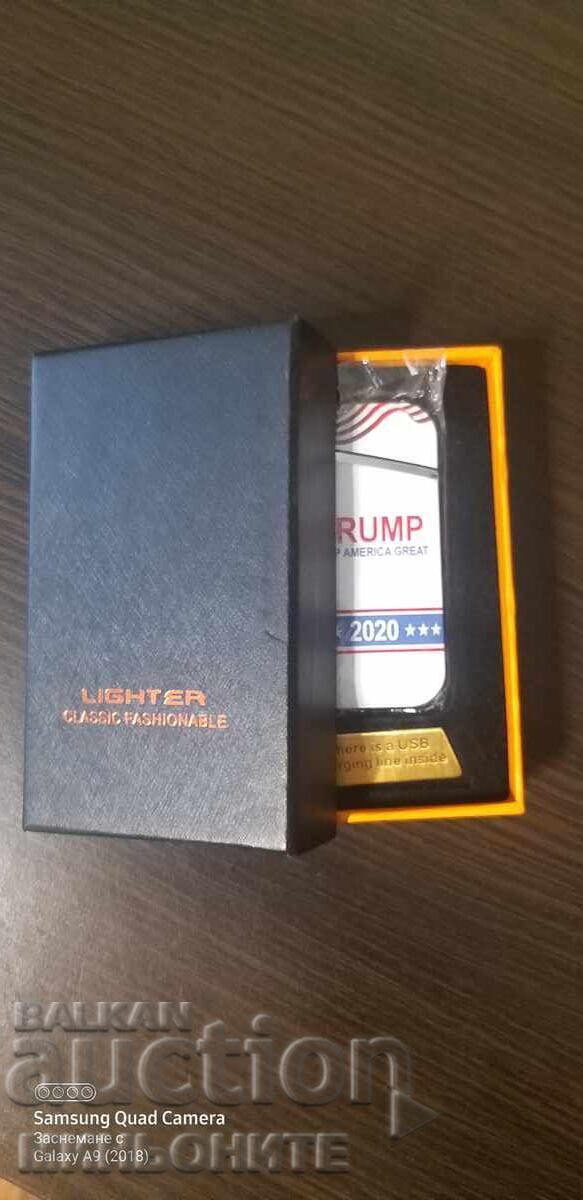 RUMP
P AMERICA GREAT
2020
LIGHTER
CLASSIC FASHIONABLE
here is a USB
rging line inside
BALKAN
auction
Samsung Quad Camera
Заснемане с
Galaxy A9 (2018)